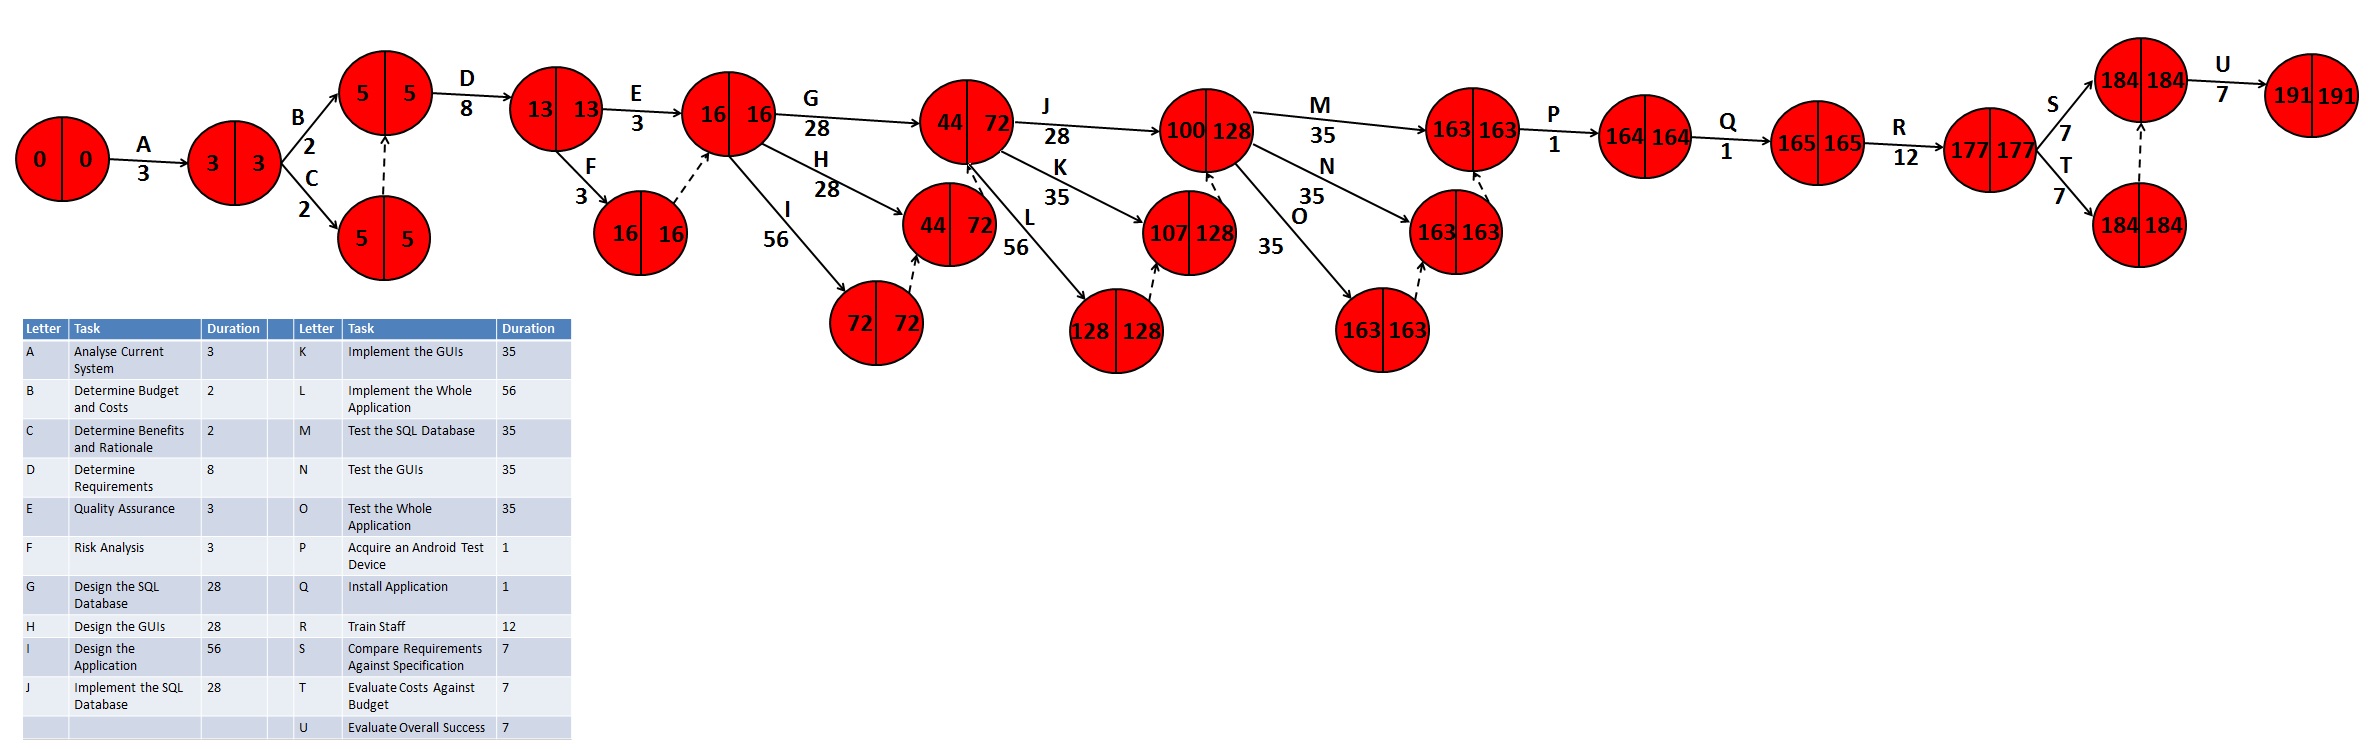 A
3
B
2
C
2
D
8
E
3
F
3
G
28
H
28
I
56
J
28
K
35
L
56
M
35
N
35
O
35
P
1
Q
1
R
12
S
7
T
7
U
7
0 0
3 3
5 5
5 5
13 13
16 16
16 16
44 72
44 72
72 72
100 128
107 128
128 128
163 163
163 163
163 163
164 164
165 165
177 177
184 184
184 184
191 191
Letter Task Duration Letter Task Duration
A Analyse Current System 3 K Implement the GUIs 35
B Determine Budget and Costs 2 L Implement the Whole Application 56
C Determine Benefits and Rationale 2 M Test the SQL Database 35
D Determine Requirements 8 N Test the GUIs 35
E Quality Assurance 3 O Test the Whole Application 35
F Risk Analysis 3 P Acquire an Android Test Device 1
G Design the SQL Database 28 Q Install Application 1
H Design the GUIs 28 R Train Staff 12
I Design the Application 56 S Compare Requirements Against Specification 7
J Implement the SQL Database 28 T Evaluate Costs Against Budget 7
U Evaluate Overall Success 7